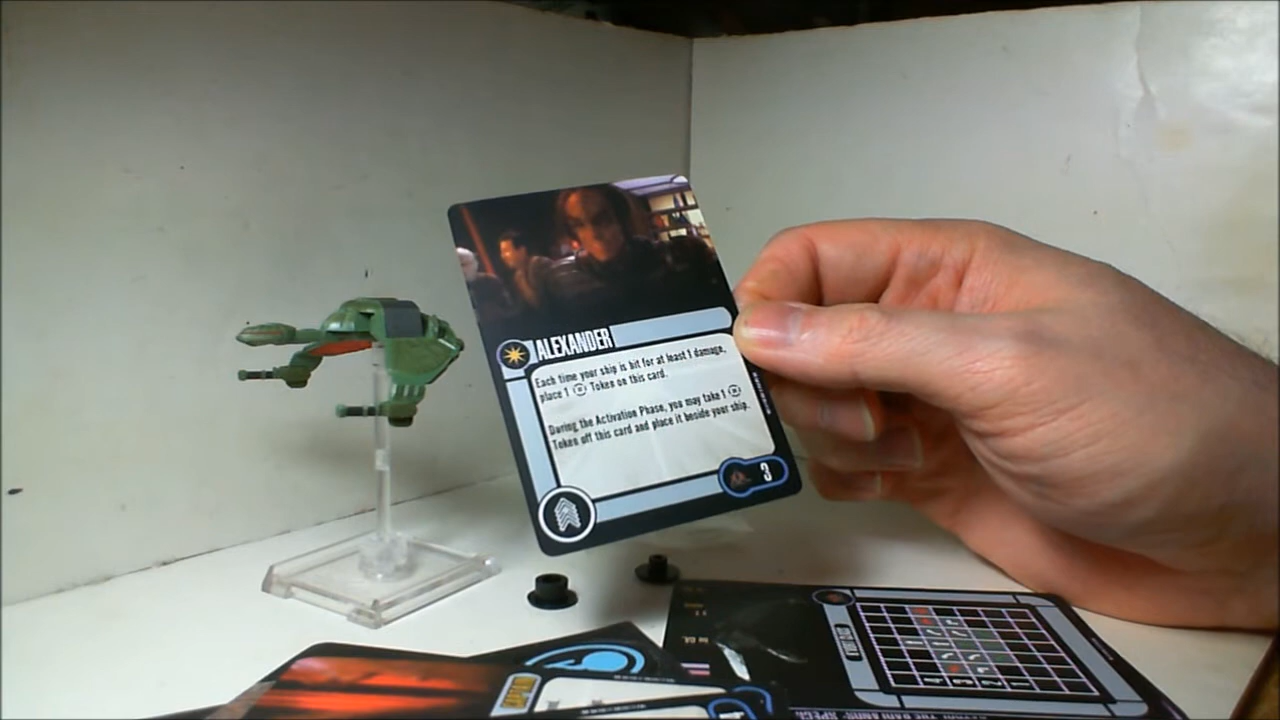 ALEXANDER
Each time your ship is hit for at least 1 damage,
place 1 Token on this card.
During the Activation Phase, you may take 1
Token off this card and place it beside your ship.
3